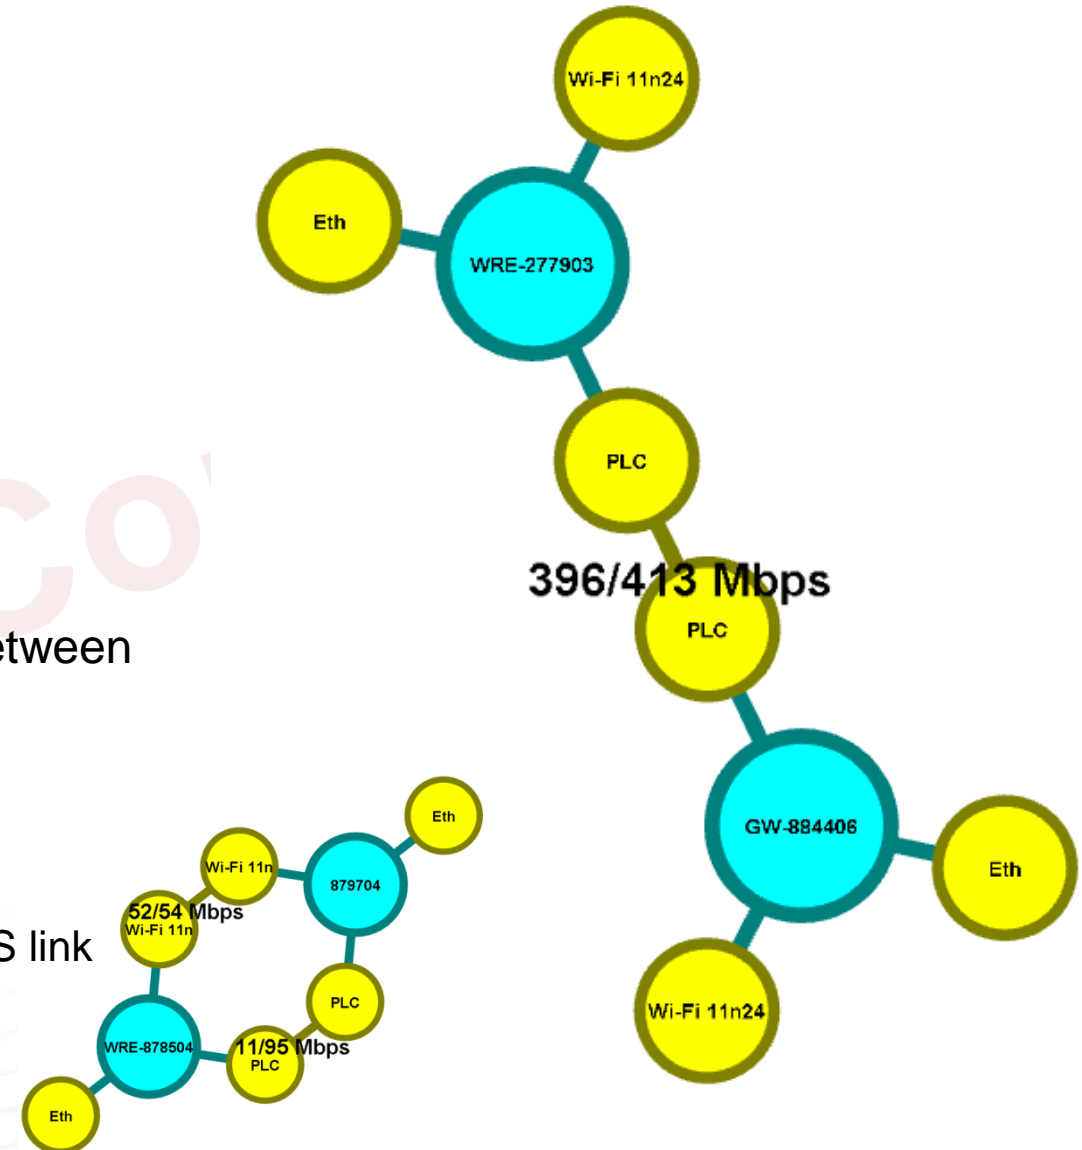 Wi-Fi 11n24
Eth
WRE-277903
PLC
396/413 Mbps
PLC
etween
GW-884406
Eth
Wi-Fi 11n24
Eth
Wi-Fi 11n
879704
52/54 Mbps
Wi-Fi 11n
S link
PLC
WRE-878504
11/95 Mbps
PLC
Eth
co